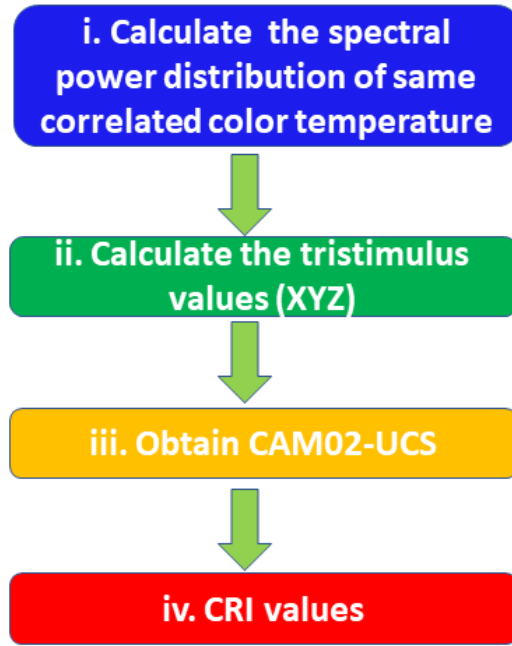 i. Calculate the spectral
power distribution of same
correlated color temperature
ii. Calculate the tristimulus
values (XYZ)
iii. Obtain CAM02-UCS
iv. CRI values